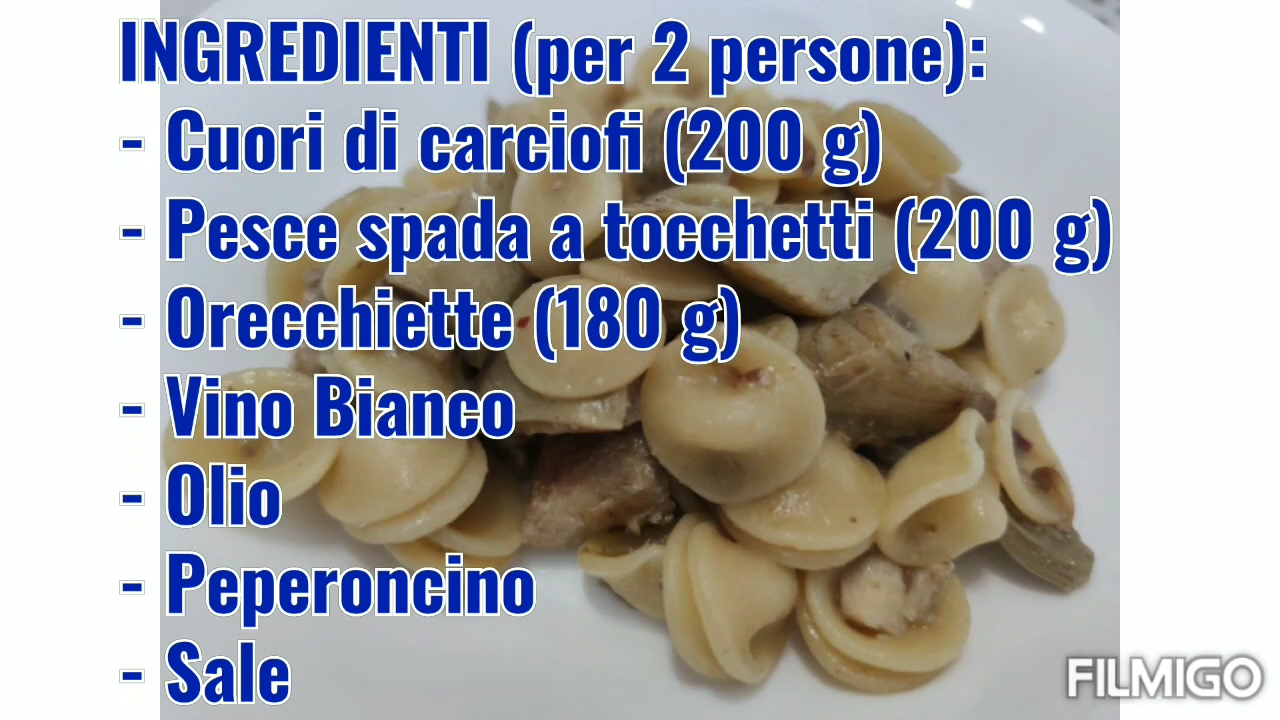 INGREDIENTI (per 2 persone):
- Cuori di carciofi (200 g)
- Pesce spada a tocchetti (200 g)
- Orecchiette (180 g)
- Vino Bianco
- Olio
- Peperoncino
- Sale
FILMIGO